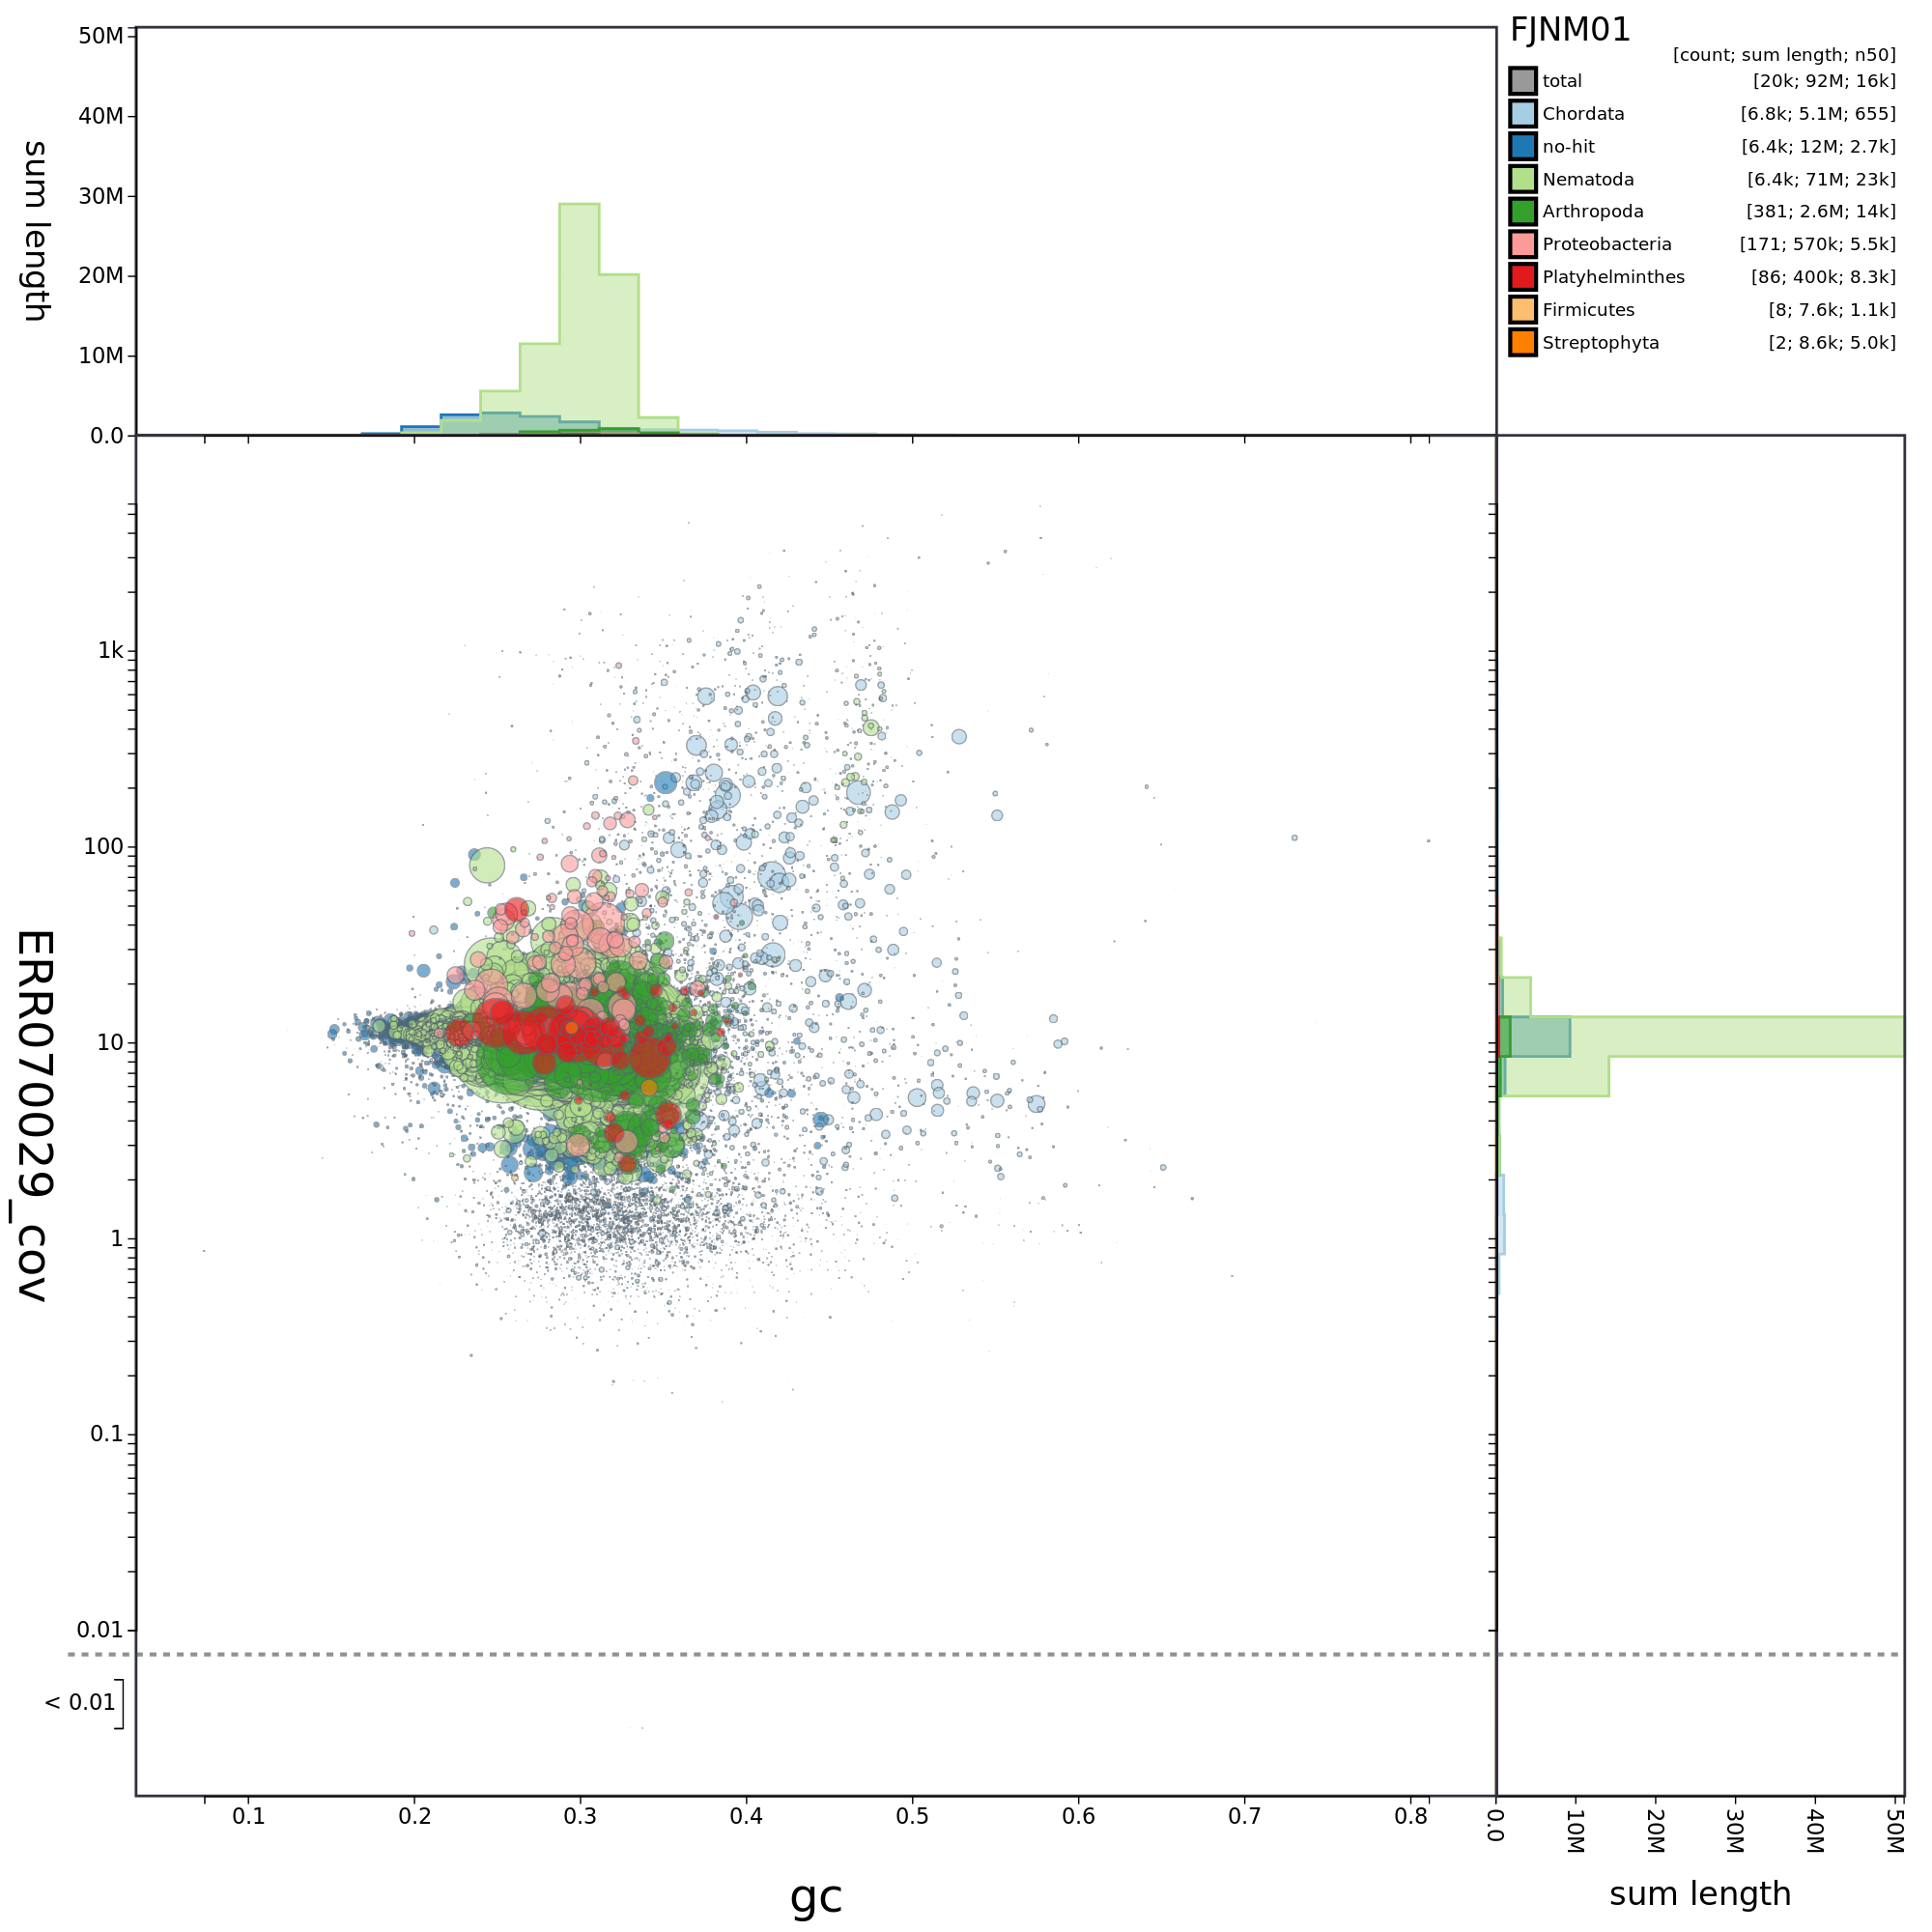 FJNM01
[count; sum length; n50]
total [20k; 92M; 16k]
Chordata [6.8k; 5.1M; 655]
no-hit [6.4k; 12M; 2.7k]
Nematoda [6.4k; 71M; 23k]
Arthropoda [381; 2.6M; 14k]
Proteobacteria [171; 570k; 5.5k]
Platyhelminthes [86; 400k; 8.3k]
Firmicutes [8; 7.6k; 1.1k]
Streptophyta [2; 8.6k; 5.0k]
sum length
50M
40M
30M
20M
10M
0.0
ERR070029_cov
1k
100
10
1
0.1
0.01
< 0.01
0.1 0.2 0.3 0.4 0.5 0.6 0.7 0.8
gc
0.0 10M 20M 30M 40M 50M
sum length